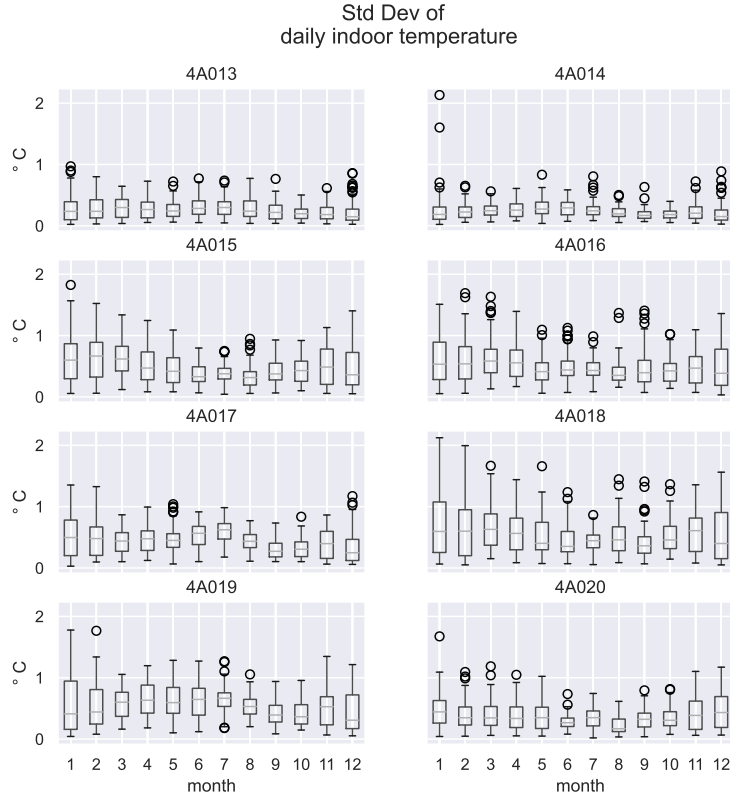 Std Dev of
daily indoor temperature
4A013 4A014
2
1
0
° C
4A015 4A016
2
1
0
° C
4A017 4A018
2
1
0
° C
4A019 4A020
2
1
0
° C
1 2 3 4 5 6 7 8 9 10 11 12 1 2 3 4 5 6 7 8 9 10 11 12
month month